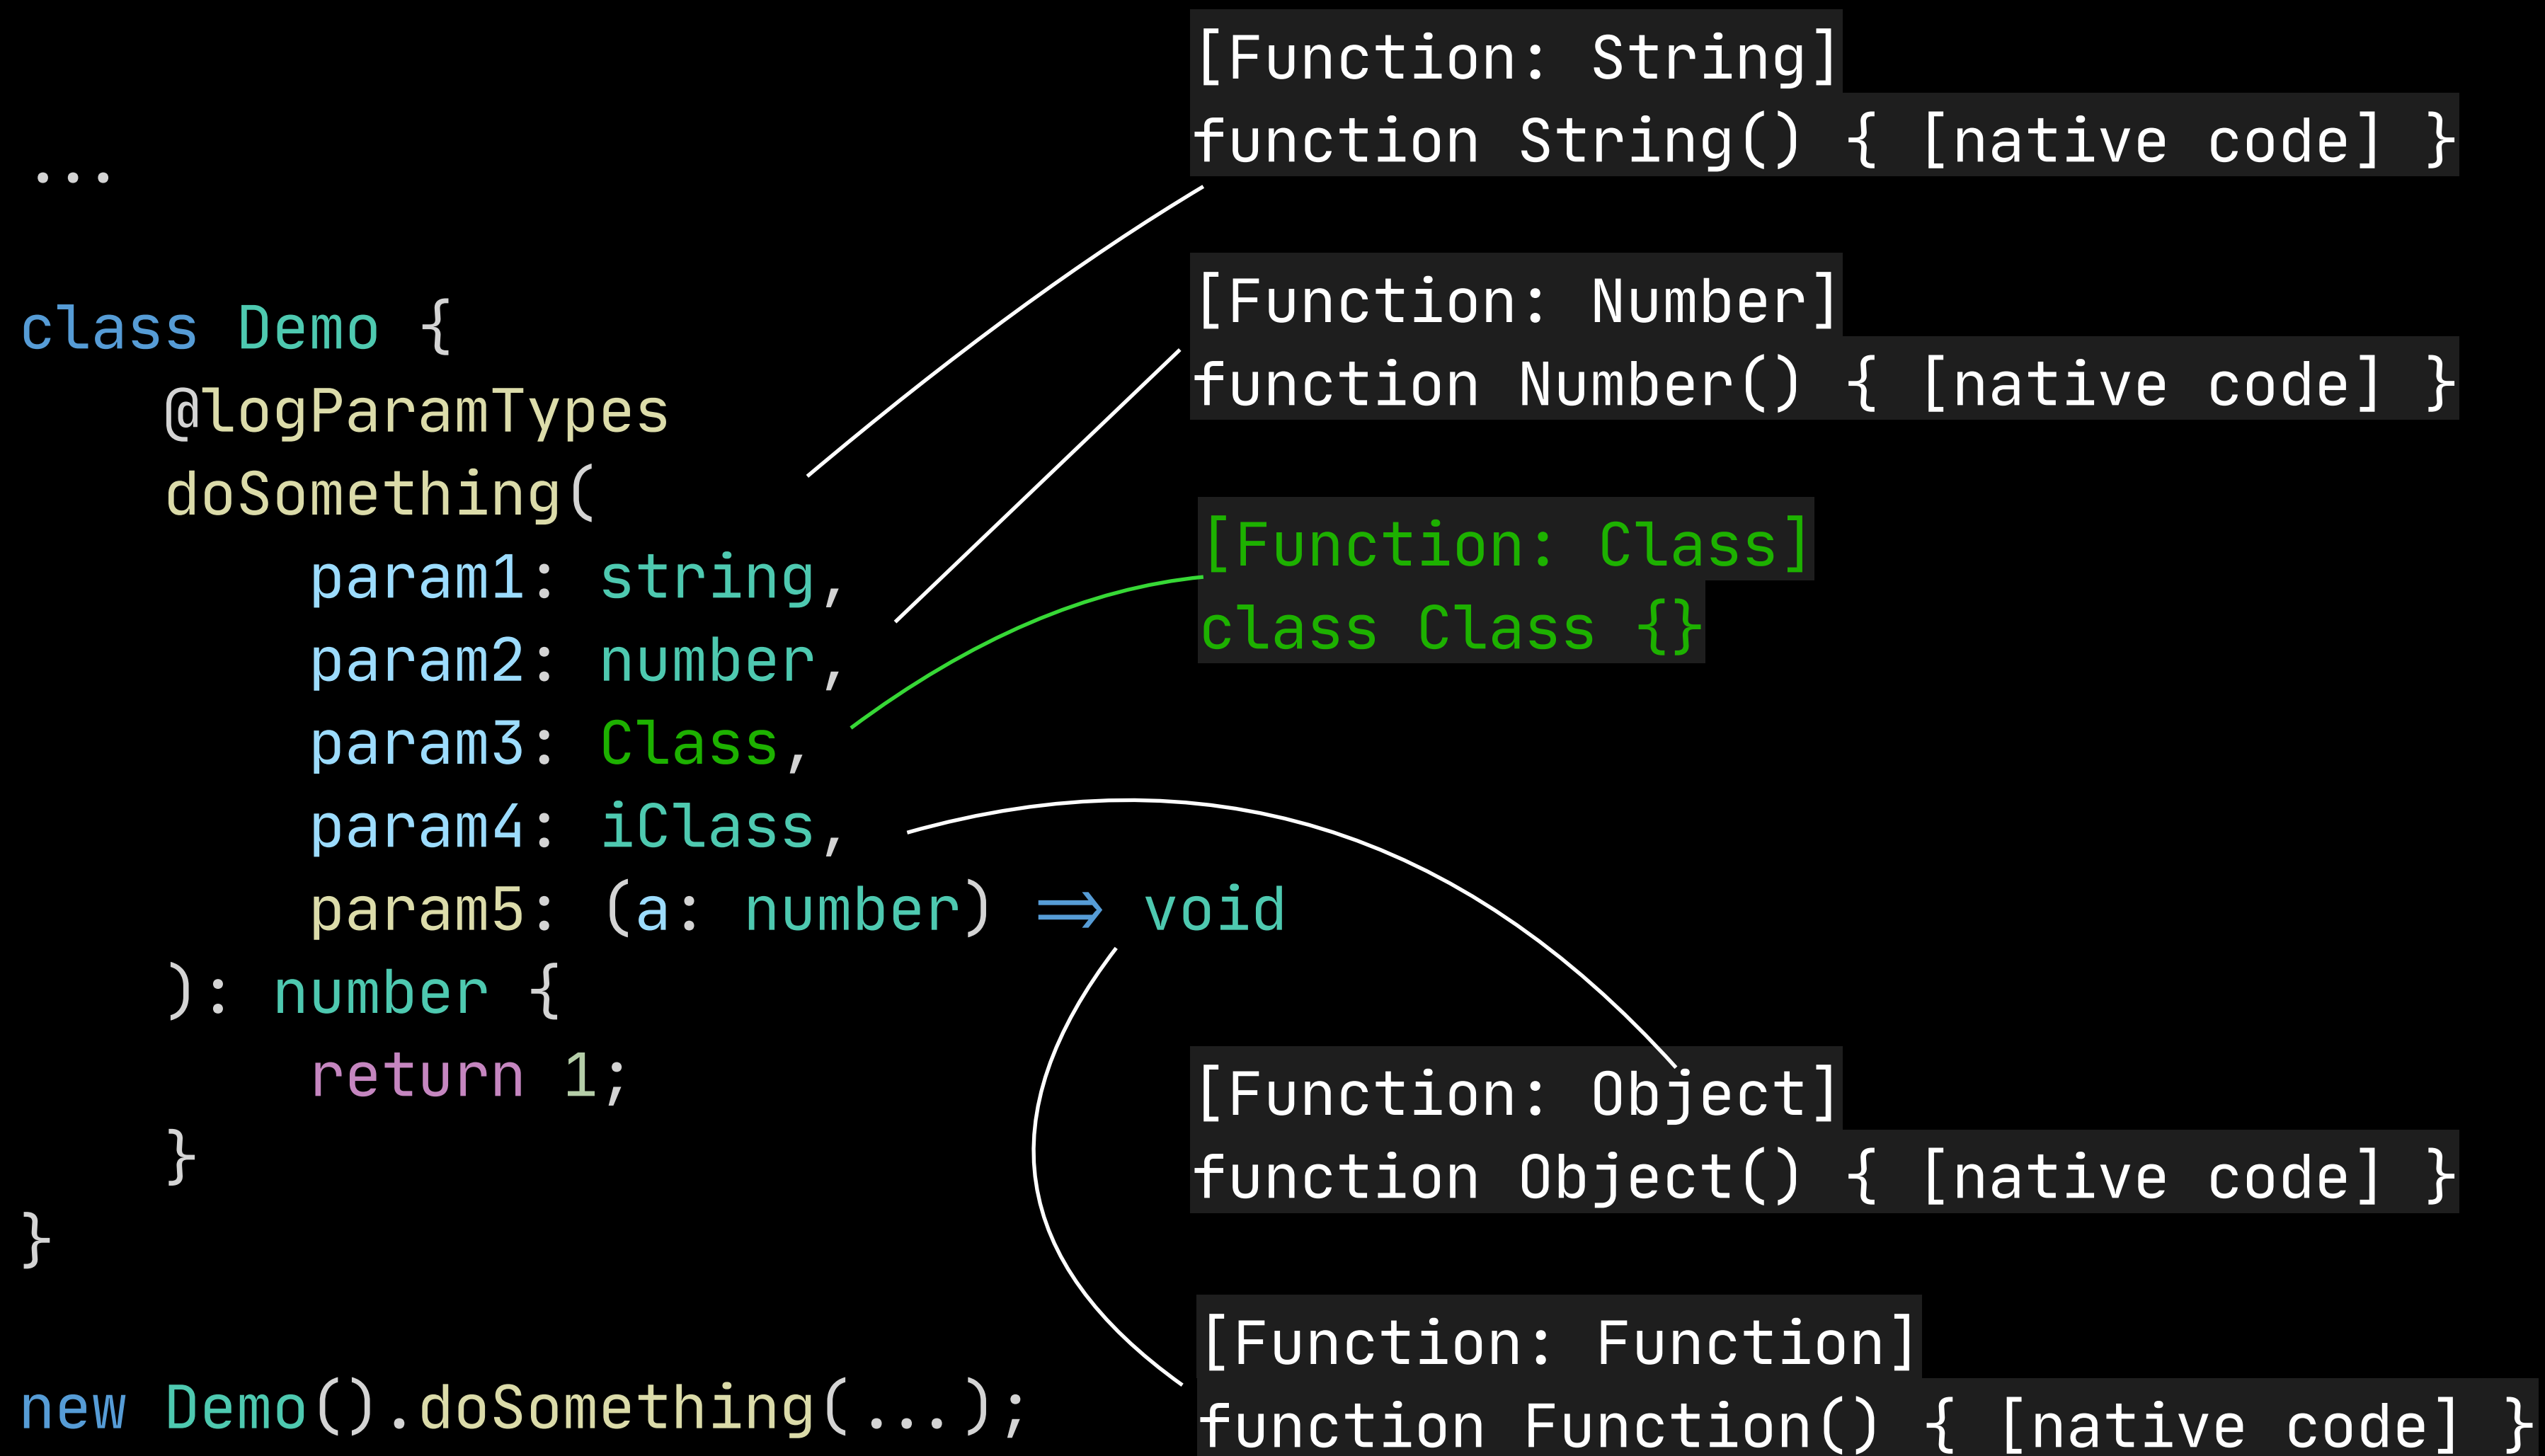 ...
class Demo {
    @logParamTypes
    doSomething(
        param1: string,
        param2: number,
        param3: Class,
        param4: iClass,
        param5: (a: number) => void
    ): number {
        return 1;
    }
}
new Demo().doSomething(...);
[Function: String]
function String() { [native code] }
[Function: Number]
function Number() { [native code] }
[Function: Class]
class Class {}
[Function: Object]
function Object() { [native code] }
[Function: Function]
function Function() { [native code] }